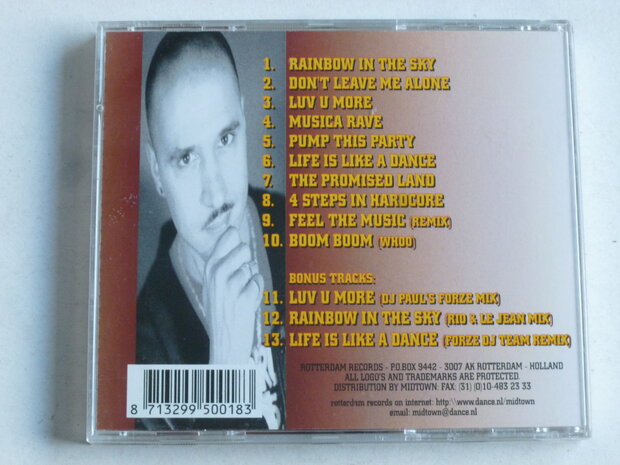 1. RAINBOW IN THE SKY
2. DON'T LEAVE ME ALONE
3. LUV U MORE
4. MUSICA RAVE
5. PUMP THIS PARTY
6. LIFE IS LIKE A DANCE
7. THE PROMISED LAND
8. 4 STEPS IN HARDCORE
9. FEEL THE MUSIC (REMIX)
10. BOOM BOOM (WHOO)
BONUS TRACKS:
11. LUV U MORE (DJ PAUL'S FORZE MIX)
12. RAINBOW IN THE SKY (RIO & LE JEAN MIX)
13. LIFE IS LIKE A DANCE (FORZE DJ TEAM REMIX)
ROTTERDAM RECORDS - P.O.BOX 9442 - 3007 AK ROTTERDAM - HOLLAND
ALL LOGO'S AND TRADEMARKS ARE PROTECTED.
DISTRIBUTION BY MIDTOWN: FAX: (31) (0)10-483 23 33
rotterdam records on internet: http:\\www.dance.nl/midtown
email: midtown@dance.nl
8 713299 500183